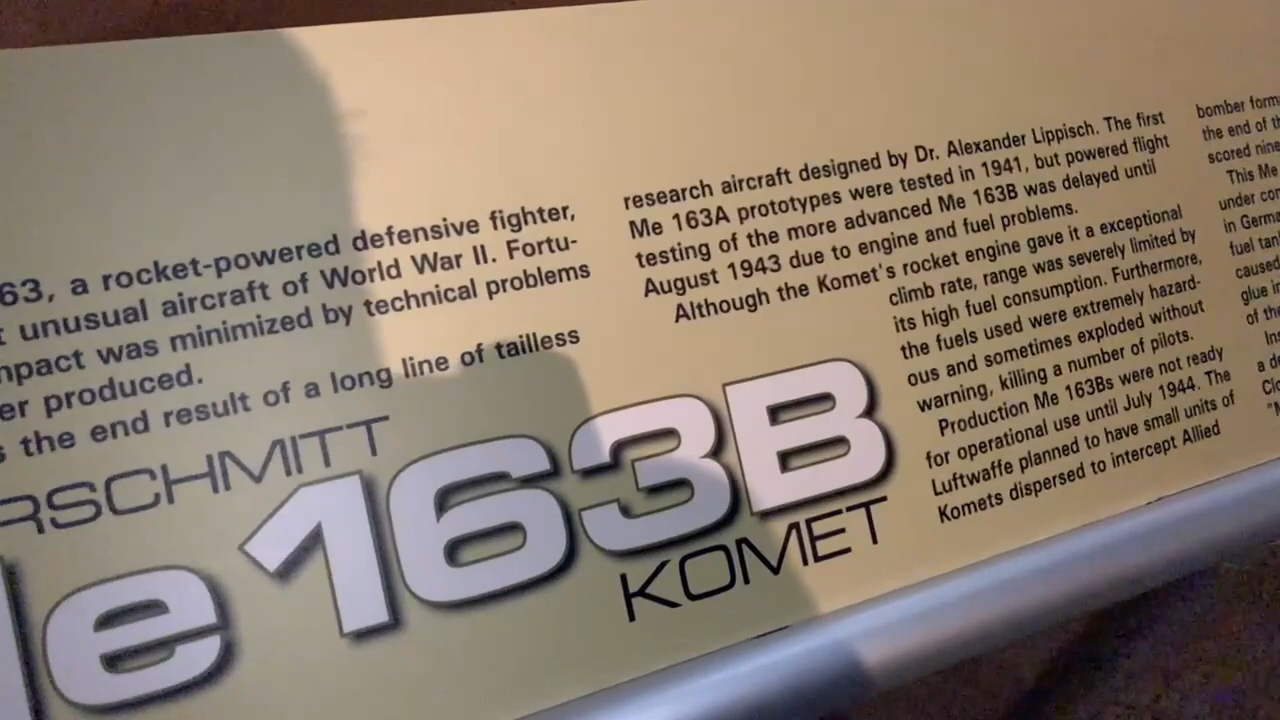 63, a rocket-powered defensive fighter,
unusual aircraft of World War II. Fortu-
was minimized by technical problems
produced.
the end result of a long line of tailless
RSCHMITT
e 163B
KOMET
research aircraft designed by Dr. Alexander Lippisch. The first
Me 163A prototypes were tested in 1941, but powered flight
testing of the more advanced Me 163B was delayed until
August 1943 due to engine and fuel problems.
Although the Komet's rocket engine gave it a exceptional
climb rate, range was severely limited by
its high fuel consumption. Furthermore,
the fuels used were extremely hazard-
ous and sometimes exploded without
warning, killing a number of pilots.
Production Me 163Bs were not ready
for operational use until July 1944. The
Luftwaffe planned to have small units of
Komets dispersed to intercept Allied
bomber form
the end of th
scored nine
This Me
under con
in Germa
fuel tan
caused
glue in
of the
In
a de
Cl